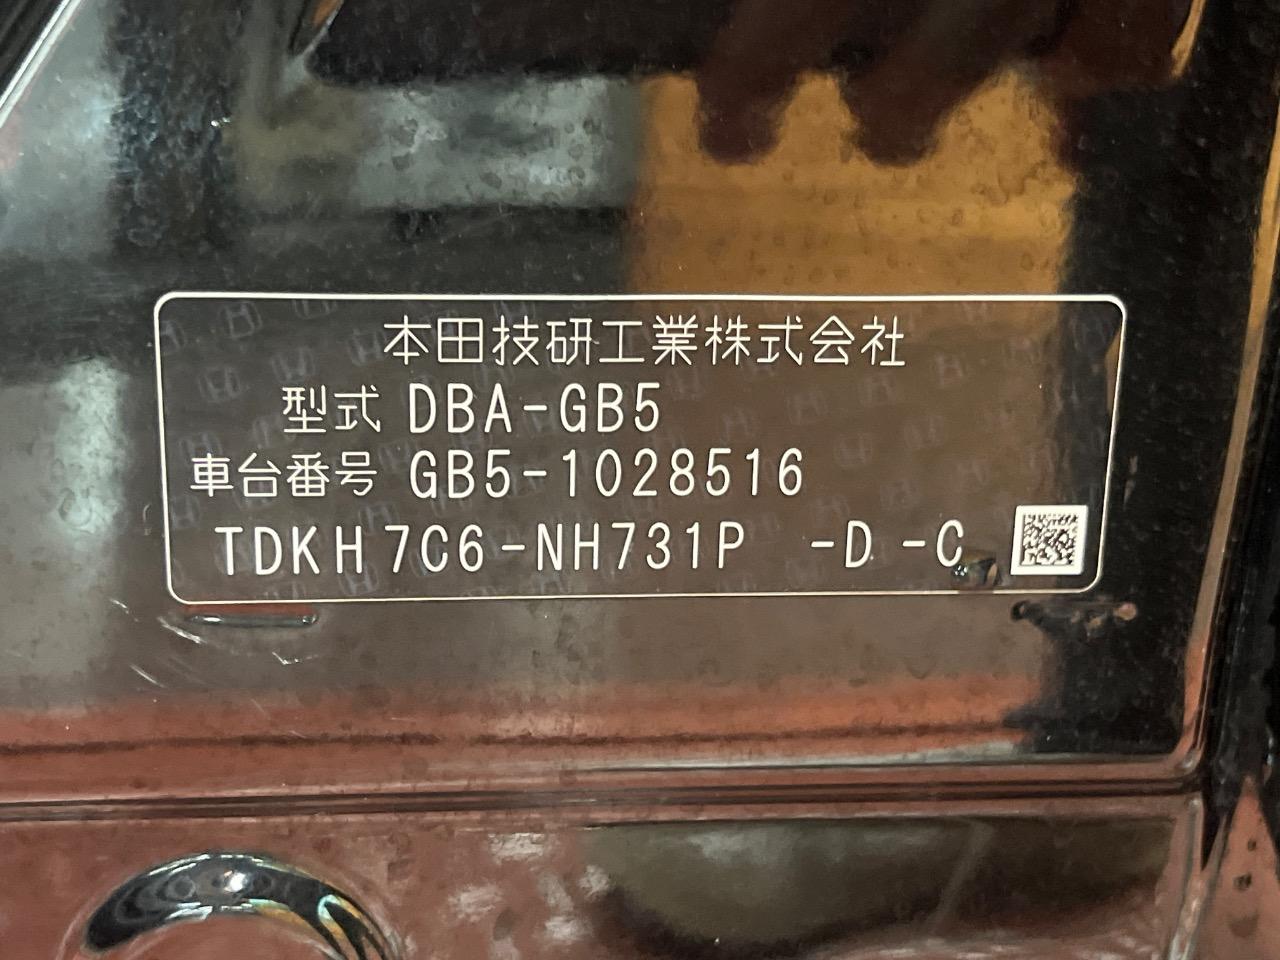 本田技研工業株式会社
型式 DBA-GB5
車台番号 GB5-1028516
TDKH7C6-NH731P -D -C